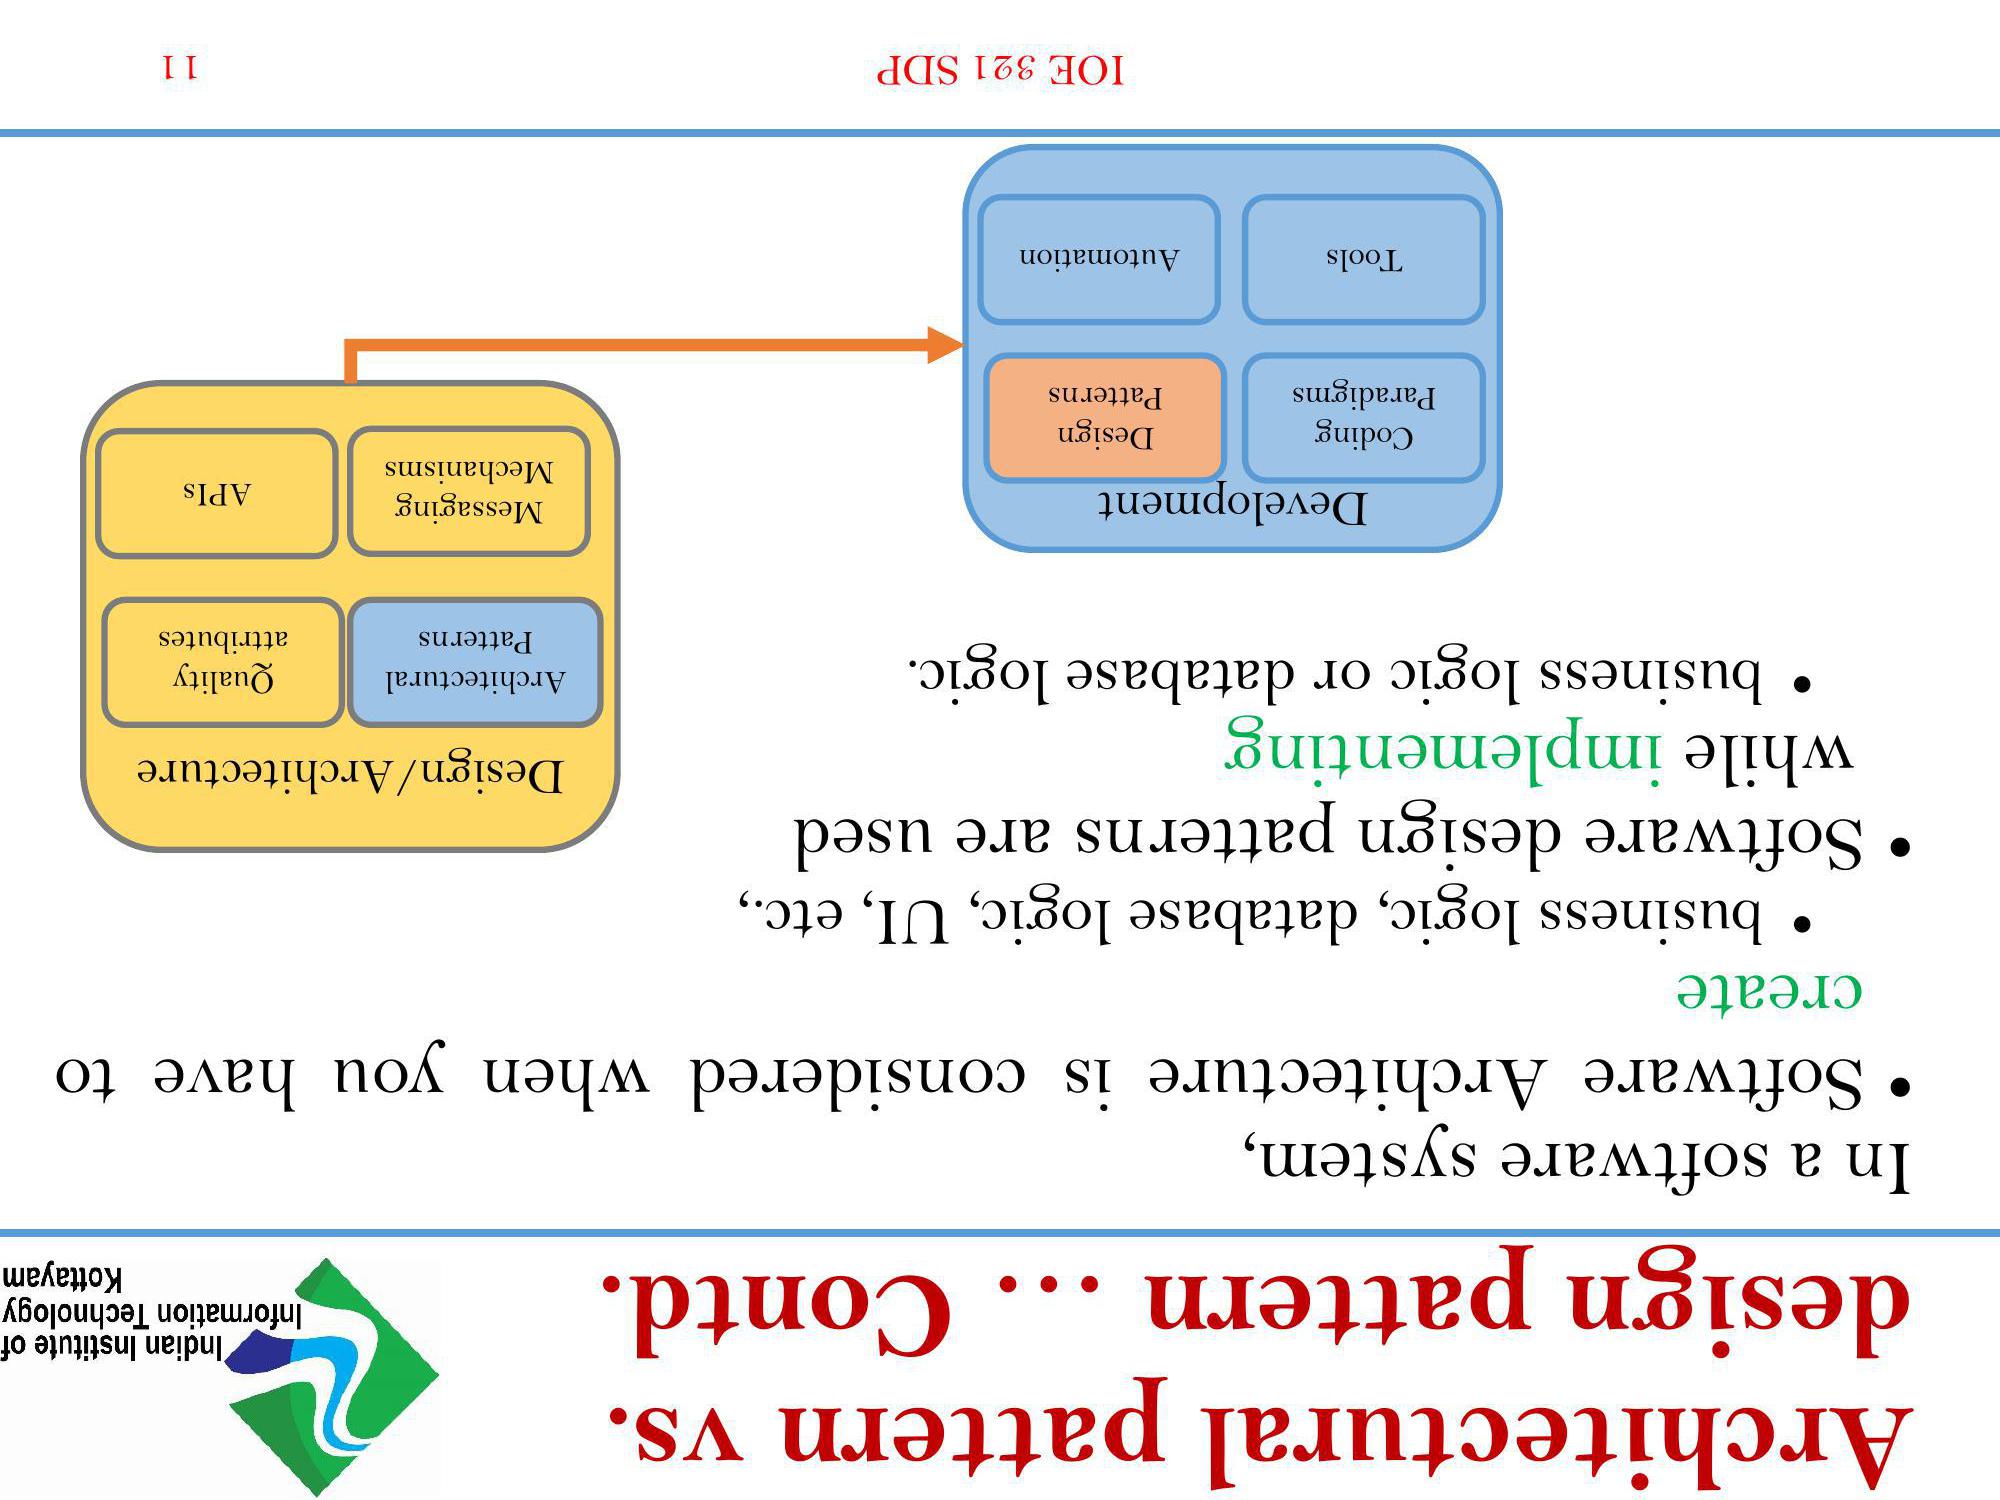 Architectural pattern vs.
design pattern … Contd.
Indian Institute of
Information Technology
Kottayam
In a software system,
• Software Architecture is considered when you have to
create
• business logic, database logic, UI, etc.,
• Software design patterns are used
while implementing
• business logic or database logic.
Design/Architecture
Architectural
Patterns
Quality
attributes
Messaging
Mechanisms
APIs
Development
Coding
Paradigms
Design
Patterns
Tools
Automation
IOE 321 SDP
11